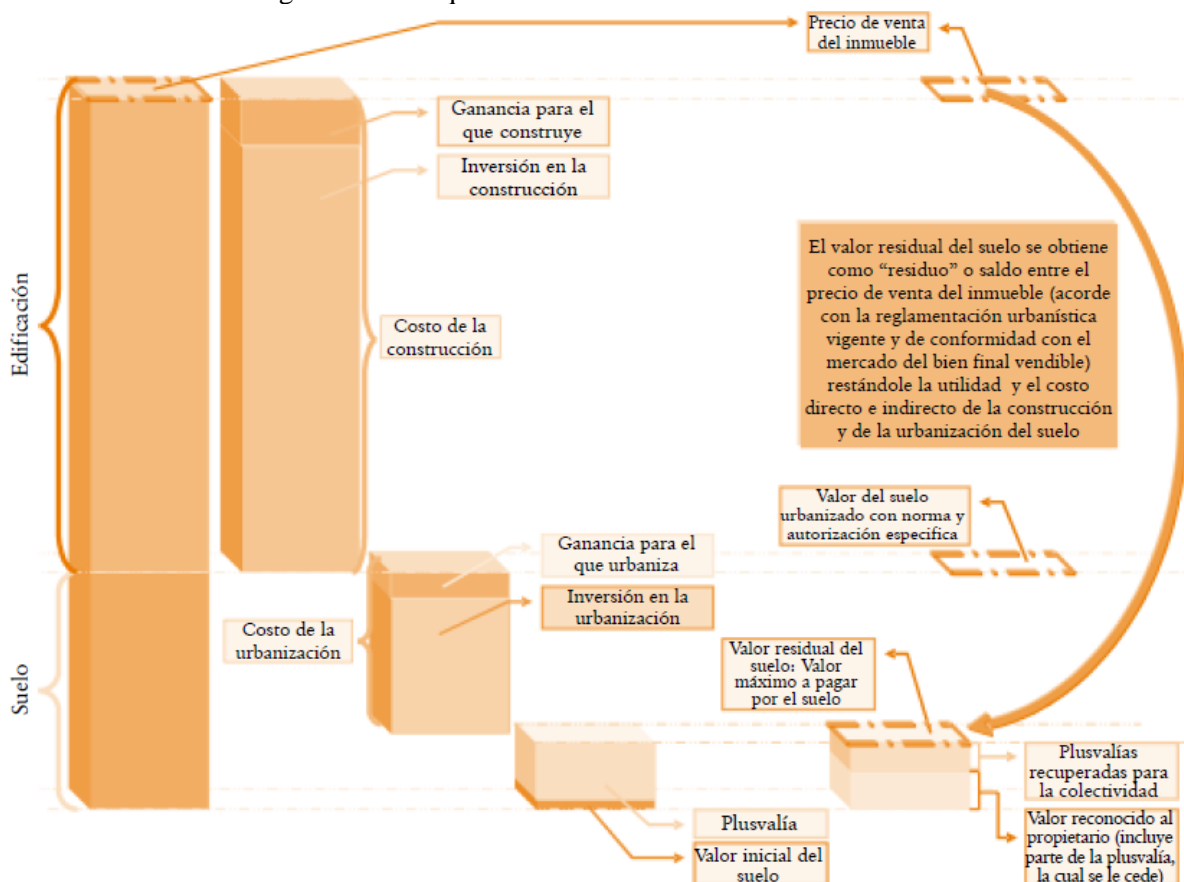 Precio de venta
del inmueble
Ganancia para el
que construye
Inversión en la
construcción
Edificación
El valor residual del suelo se obtiene
como “residuo” o saldo entre el
precio de venta del inmueble (acorde
con la reglamentación urbanística
vigente y de conformidad con el
mercado del bien final vendible)
restándole la utilidad y el costo
directo e indirecto de la construcción
y de la urbanización del suelo
Costo de la
construcción
Valor del suelo
urbanizado con norma y
autorización especifica
Ganancia para el
que urbaniza
Inversión en la
urbanización
Costo de la
urbanización
Suelo
Valor residual del
suelo: Valor
máximo a pagar
por el suelo
Plusvalías
recuperadas para
la colectividad
Plusvalía
Valor inicial del
suelo
Valor reconocido al
propietario (incluye
parte de la plusvalía,
la cual se le cede)